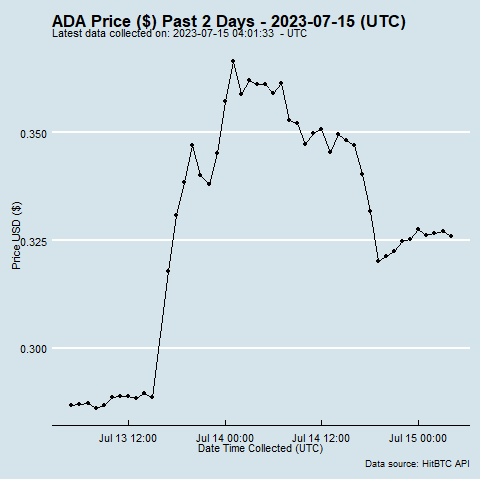 ADA Price ($) Past 2 Days - 2023-07-15 (UTC)
Latest data collected on: 2023-07-15 04:01:33 - UTC
0.350
0.325
0.300
Price USD ($)
Jul 13 12:00 Jul 14 00:00 Jul 14 12:00 Jul 15 00:00
Date Time Collected (UTC)
Data source: HitBTC API